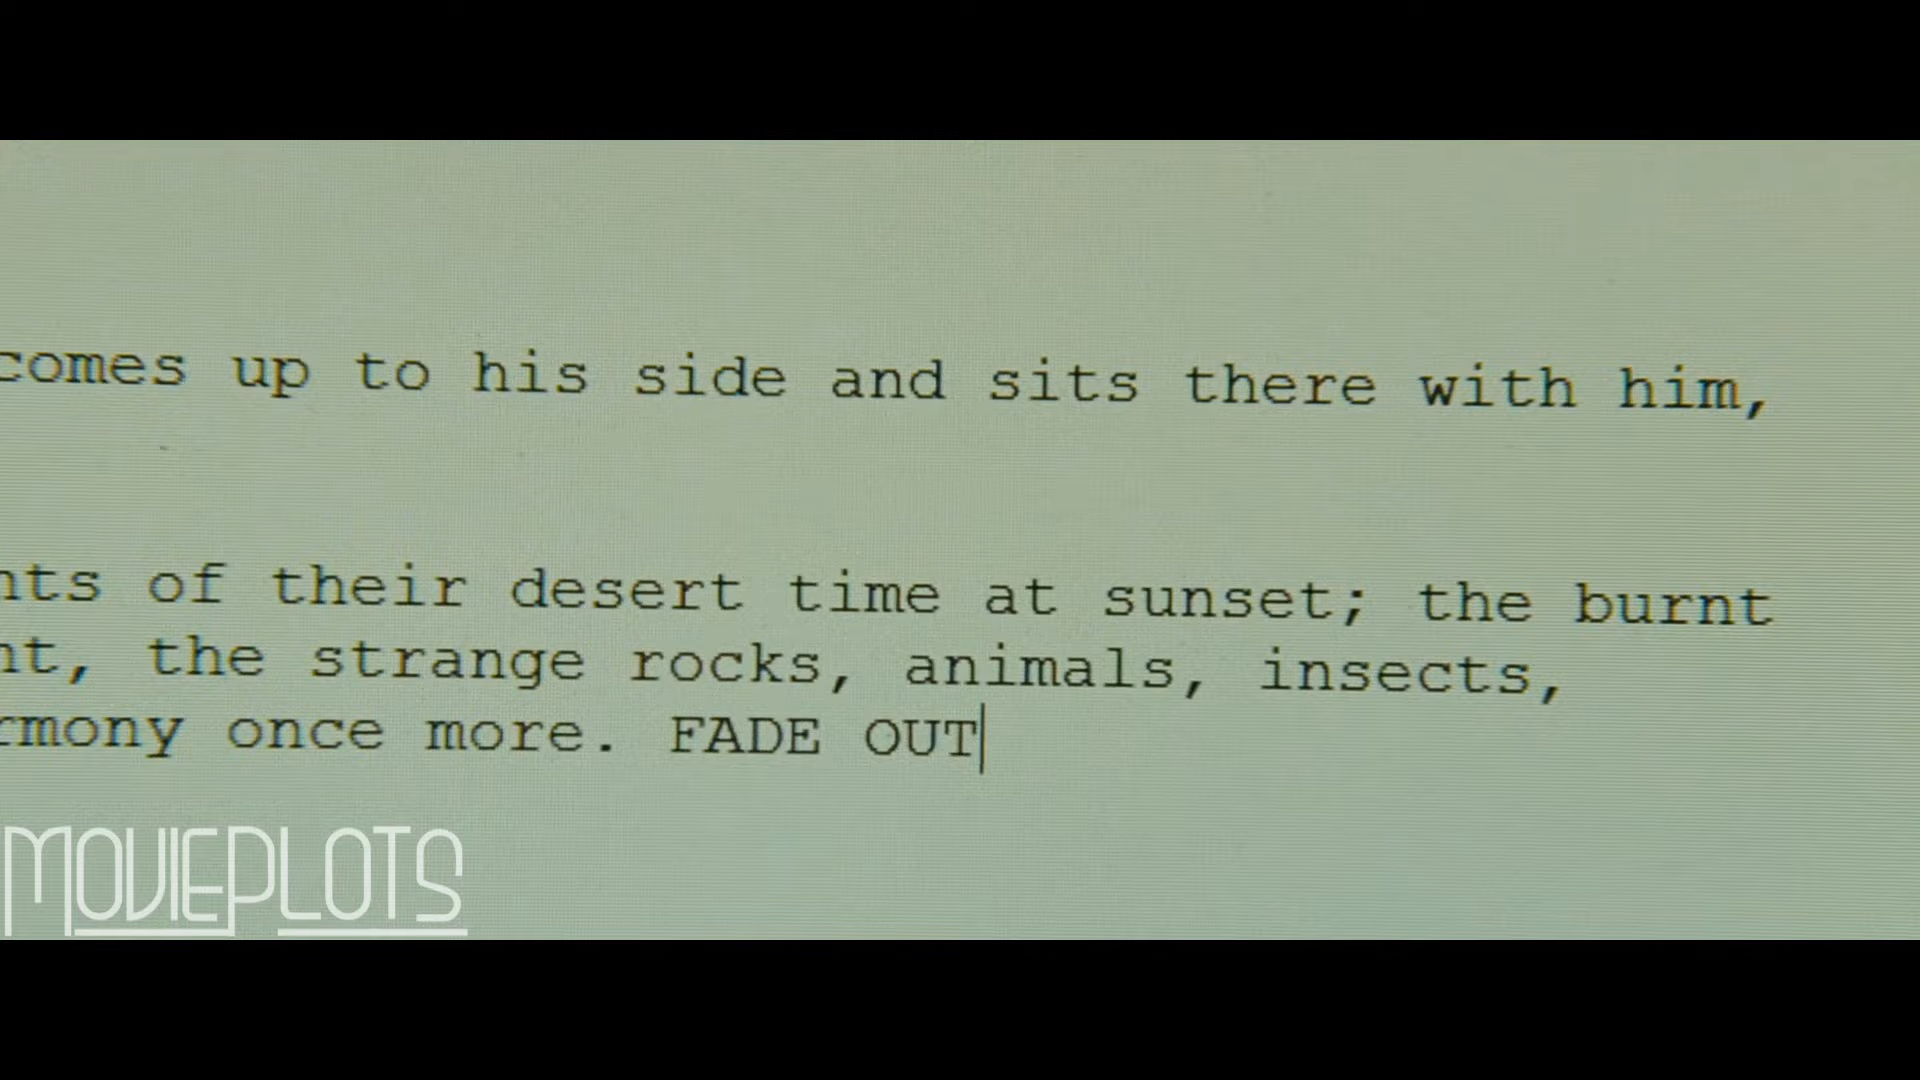 comes up to his side and sits there with him,
nts of their desert time at sunset; the burnt
nt, the strange rocks, animals, insects,
rmony once more. FADE OUT
MOVIEPLOTS